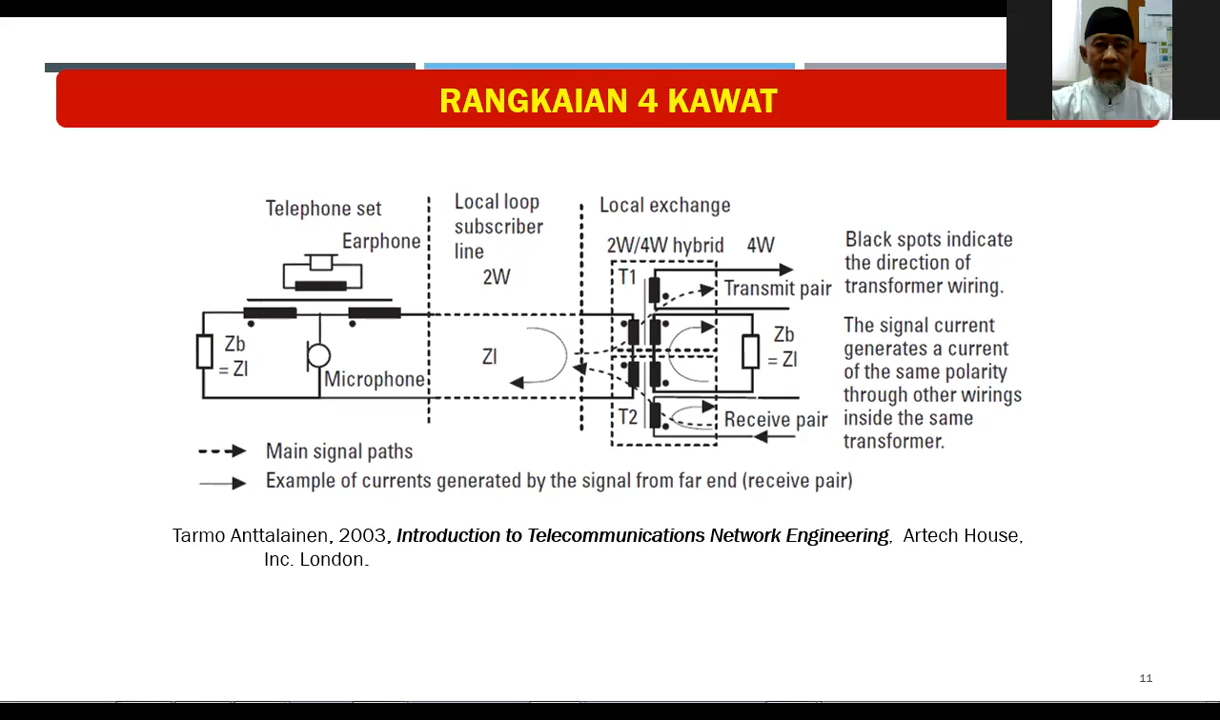 RANGKAIAN 4 KAWAT
Telephone set
Earphone
Local loop
subscriber
line
2W
Local exchange
2W/4W hybrid
4W
T1
Transmit pair
Black spots indicate
the direction of
transformer wiring.
Zb
= ZI
Microphone
ZI
Zb
= ZI
The signal current
generates a current
of the same polarity
through other wirings
inside the same
transformer.
T2
Receive pair
Main signal paths
Example of currents generated by the signal from far end (receive pair)
Tarmo Anttalainen, 2003, Introduction to Telecommunications Network Engineering, Artech House,
Inc. London.
11